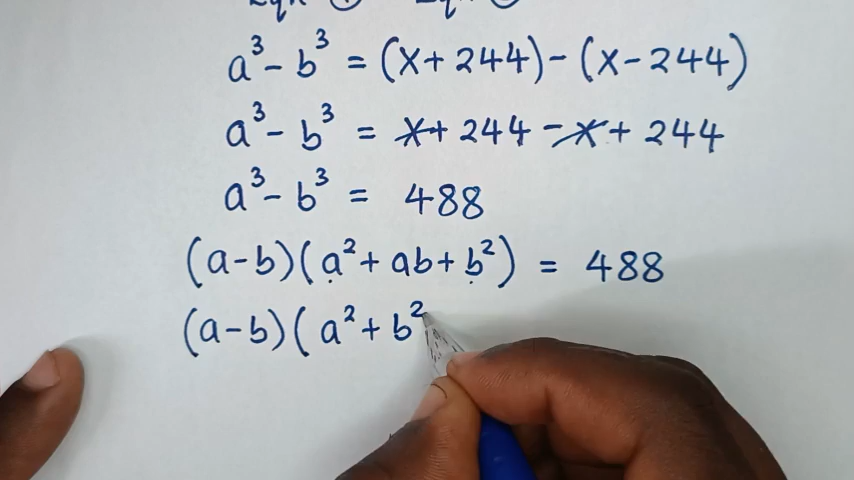 a³ - b³ = (x + 244) - (x - 244)
a³ - b³ = x + 244 - x + 244
a³ - b³ = 488
(a - b)(a² + ab + b²) = 488
(a - b)(a² + b²